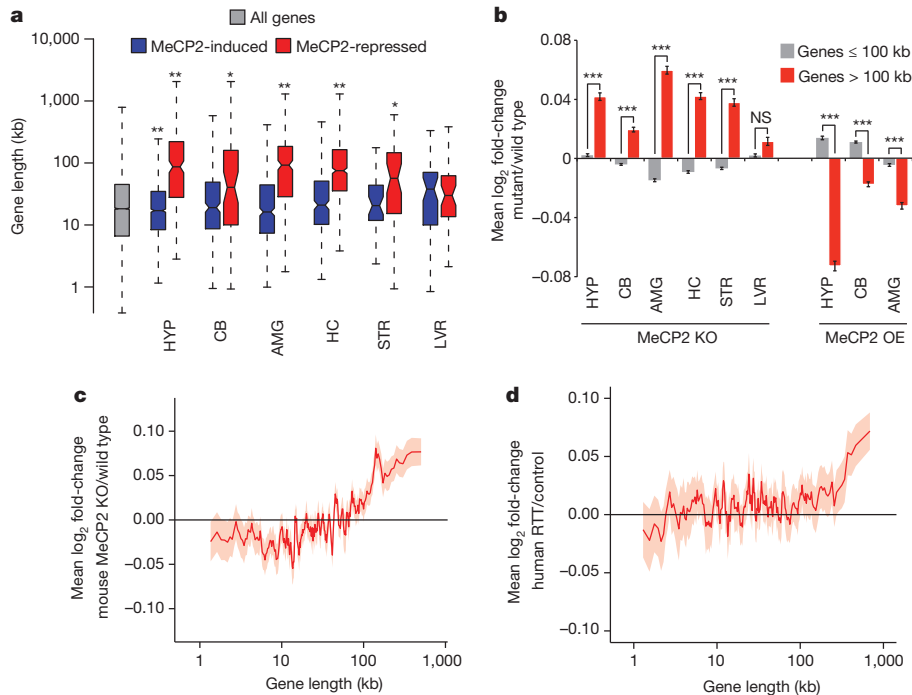 a
All genes
MeCP2-induced
MeCP2-repressed
Gene length (kb)
10,000
1,000
100
10
1
**
**
*
**
**
*
HYP
CB
AMG
HC
STR
LVR
b
Mean log2 fold-change
mutant/wild type
0.08
0.04
0
−0.04
−0.08
Genes ≤ 100 kb
Genes > 100 kb
***
***
***
***
***
NS
***
***
***
HYP
CB
AMG
HC
STR
LVR
HYP
CB
AMG
MeCP2 KO
MeCP2 OE
c
Mean log2 fold-change
mouse MeCP2 KO/wild type
0.10
0.05
0.00
−0.05
−0.10
1
10
100
1,000
Gene length (kb)
d
Mean log2 fold-change
human RTT/control
0.10
0.05
0.00
−0.05
−0.10
1
10
100
1,000
Gene length (kb)